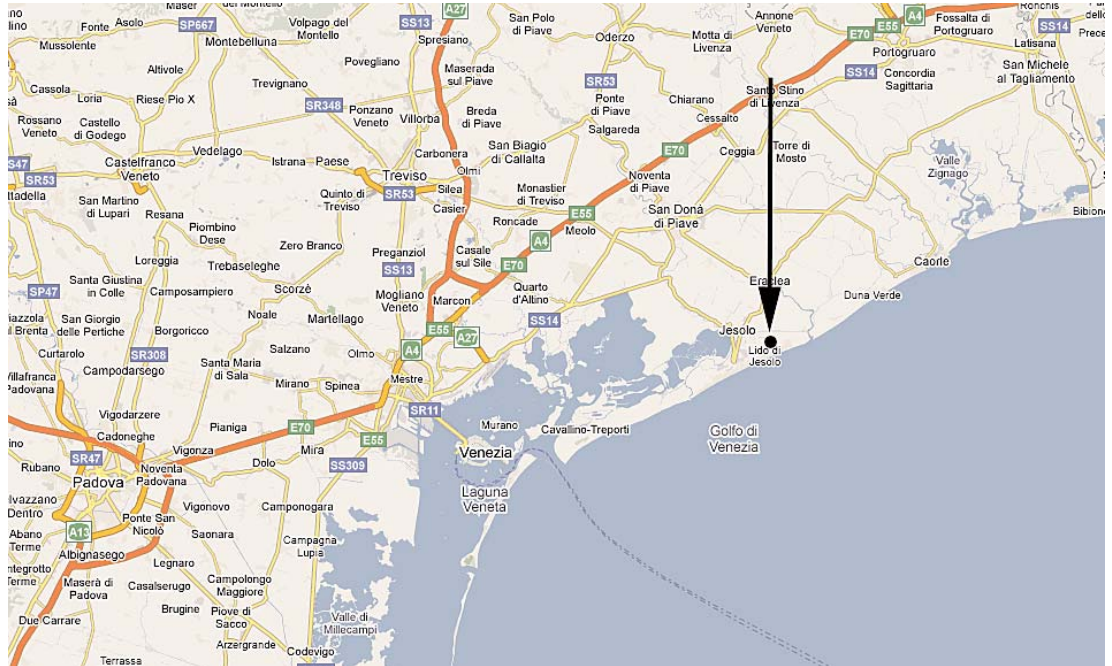 Maser
del Montello
Fonte
Asolo
SP667
Volpago del
Montello
SS13
A27
San Polo
di Piave
Annone
Veneto
E55
A4
Fossalta di
Portogruaro
Ronchis
SS14
Mussolente
Montebelluna
Spresiano
Oderzo
Motta di
Livenza
E70
Portogruaro
Latisana
Altivole
Povegliano
Maserada
sul Piave
SS14
Concordia
Sagittaria
San Michele
al Tagliamento
Cassola
Loria
Riese Pio X
Trevignano
SR53
Santo Stino
di Livenza
Rossano
Veneto
Castello
di Godego
SR348
Ponzano
Veneto
Villorba
Breda
di Piave
Ponte
di Piave
Chiarano
Cessalto
Salgareda
SS47
SR53
Vedelago
Castelfranco
Veneto
Istrana
Paese
Carbonera
San Biagio
di Callalta
Ceggia
Torre di
Mosto
Valle
Zignago
Treviso
Olmi
E70
Noventa
di Piave
Cittadella
San Martino
di Lupari
Resana
Quinto di
Treviso
SR53
Silea
Casier
Monastier
di Treviso
E55
San Donà
di Piave
Bibione
Piombino
Dese
Roncade
Meolo
Zero Branco
Preganziol
A4
Loreggia
Trebaseleghe
SS13
Casale
sul Sile
E70
Caorle
Santa Giustina
in Colle
SP47
Camposampiero
Scorzè
Mogliano
Veneto
Marcon
Quarto
d'Altino
Eraclea
Duna Verde
San Giorgio
delle Pertiche
Borgoricco
Noale
Martellago
E55
A27
SS14
Jesolo
Curtarolo
SR308
Campodarsego
Salzano
Santa Maria
di Sala
Olmo
A4
Lido di
Jesolo
Villafranca
Padovana
Mirano
Spinea
Mestre
SR11
Vigodarzere
Cadoneghe
Pianiga
E70
E55
Murano
Cavallino-Treporti
Golfo di
Venezia
Vigonza
Mira
Venezia
Rubano
SR47
Padova
Noventa
Padovana
Dolo
SS309
Laguna
Veneta
Vigonovo
Camponogara
Ponte San
Nicolò
Saonara
Campagna
Lupia
Abano
Terme
A13
Albignasego
Legnaro
Maserà di
Padova
Casalserugo
Campolongo
Maggiore
Due Carrare
Brugine
Piove di
Sacco
Valle di
Millecampi
Arzergrande
Terrassa
Codevigo